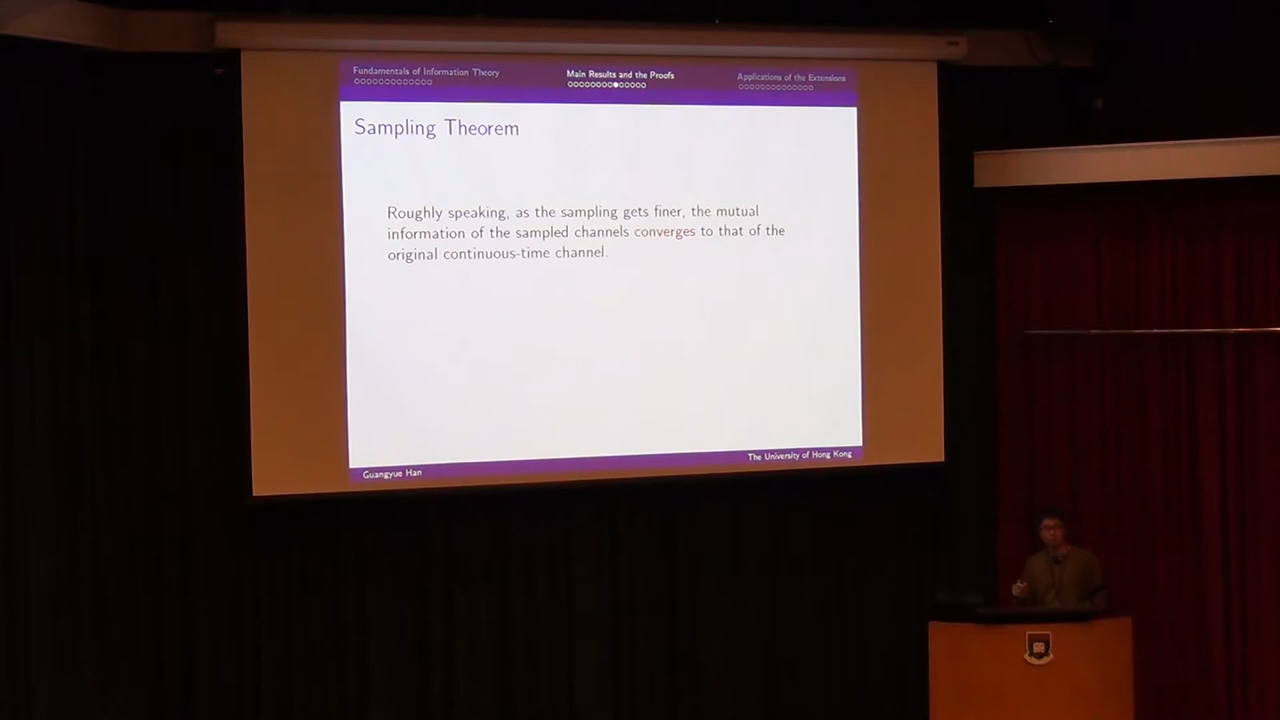 Fundamentals of Information Theory
Main Results and the Proofs
Applications of the Extensions
Sampling Theorem
Roughly speaking, as the sampling gets finer, the mutual
information of the sampled channels converges to that of the
original continuous-time channel.
Guangyue Han
The University of Hong Kong